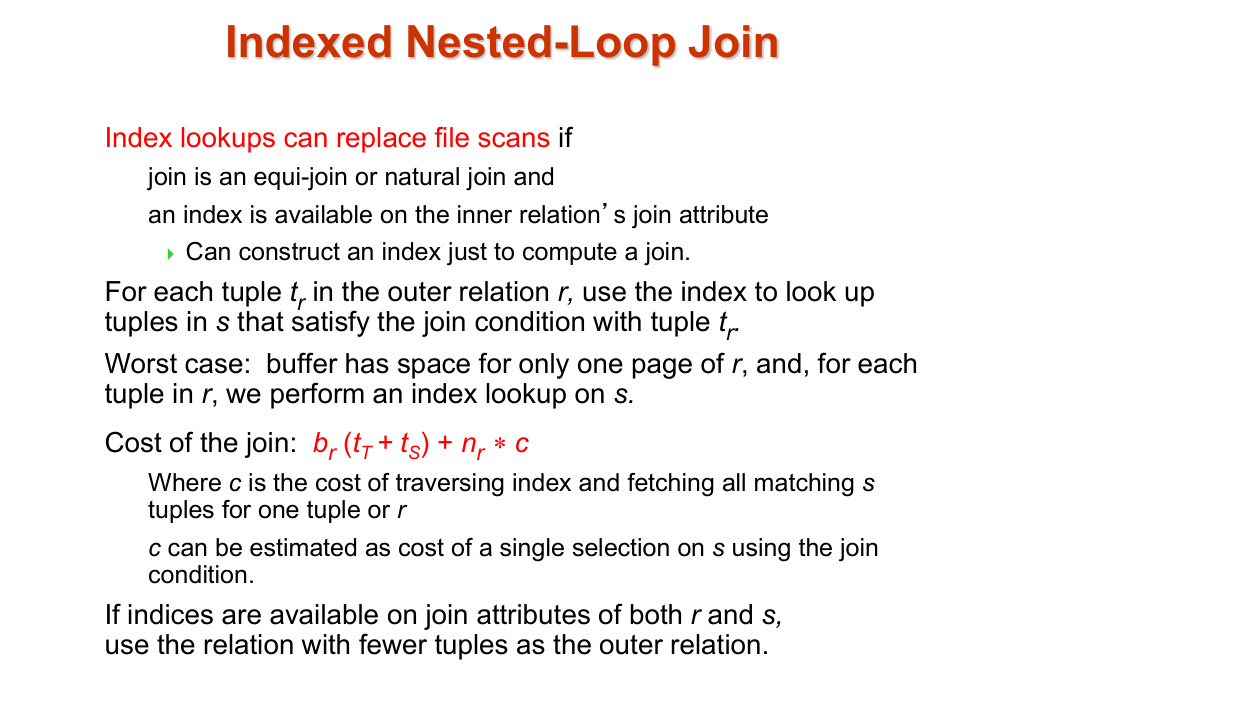 Indexed Nested-Loop Join
Index lookups can replace file scans if
join is an equi-join or natural join and
an index is available on the inner relation’s join attribute
Can construct an index just to compute a join.
For each tuple tr in the outer relation r, use the index to look up
tuples in s that satisfy the join condition with tuple tr.
Worst case: buffer has space for only one page of r, and, for each
tuple in r, we perform an index lookup on s.
Cost of the join: br (tT + tS) + nr ∗ c
Where c is the cost of traversing index and fetching all matching s
tuples for one tuple or r
c can be estimated as cost of a single selection on s using the join
condition.
If indices are available on join attributes of both r and s,
use the relation with fewer tuples as the outer relation.